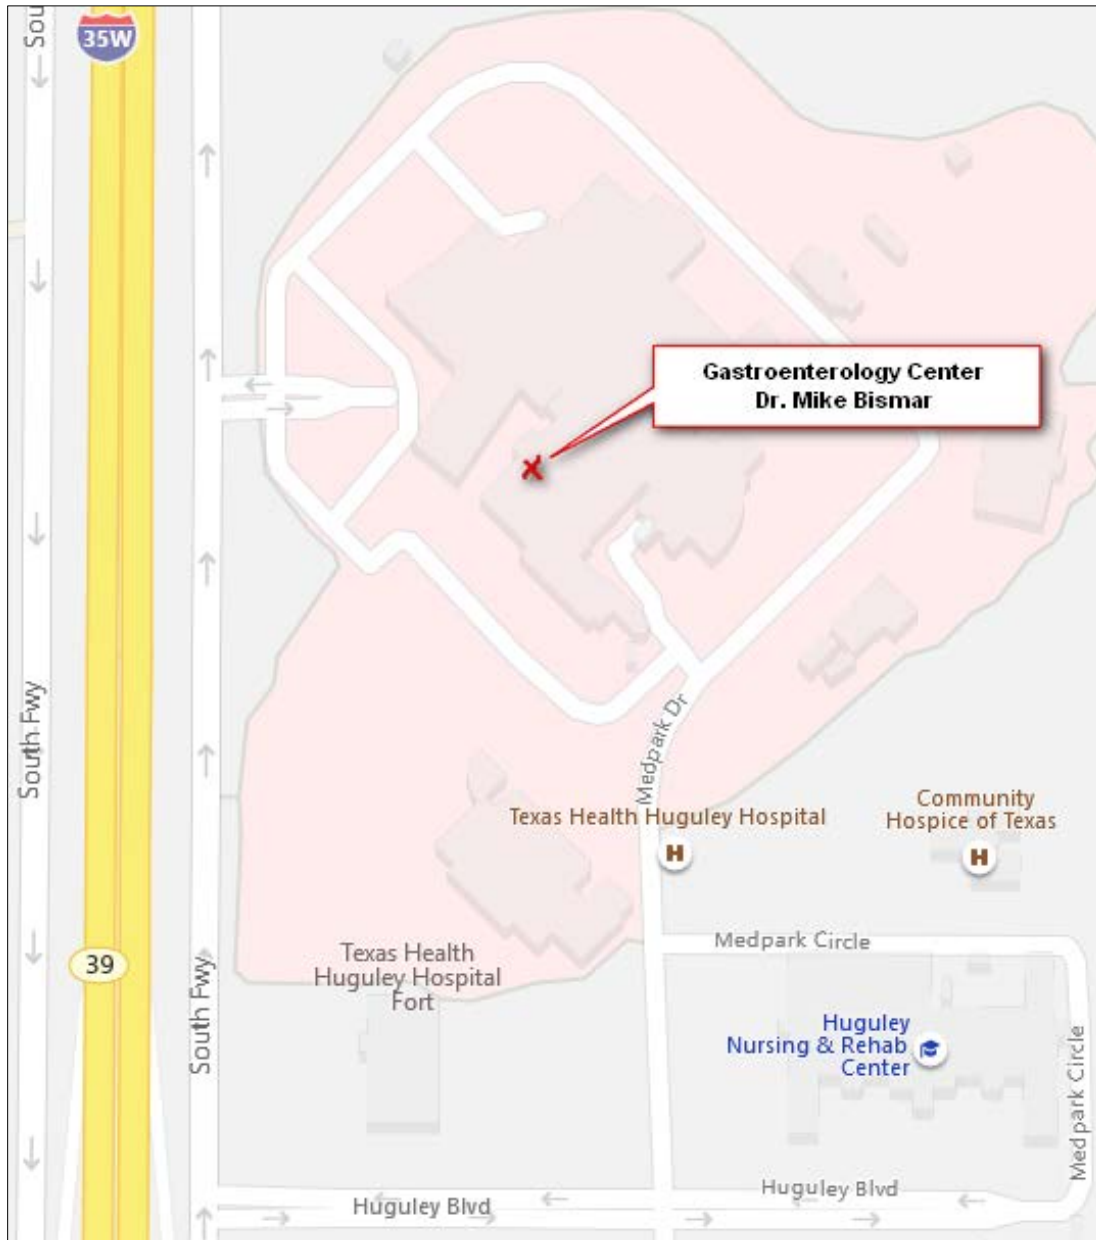 Sou
35W
Gastroenterology Center
Dr. Mike Bismar
South Fwy
Medpark Dr
Texas Health Huguley Hospital
H
Community
Hospice of Texas
H
Medpark Circle
Texas Health
Huguley Hospital
Fort
39
South Fwy
Huguley
Nursing & Rehab
Center
Medpark Circle
Huguley Blvd
Huguley Blvd